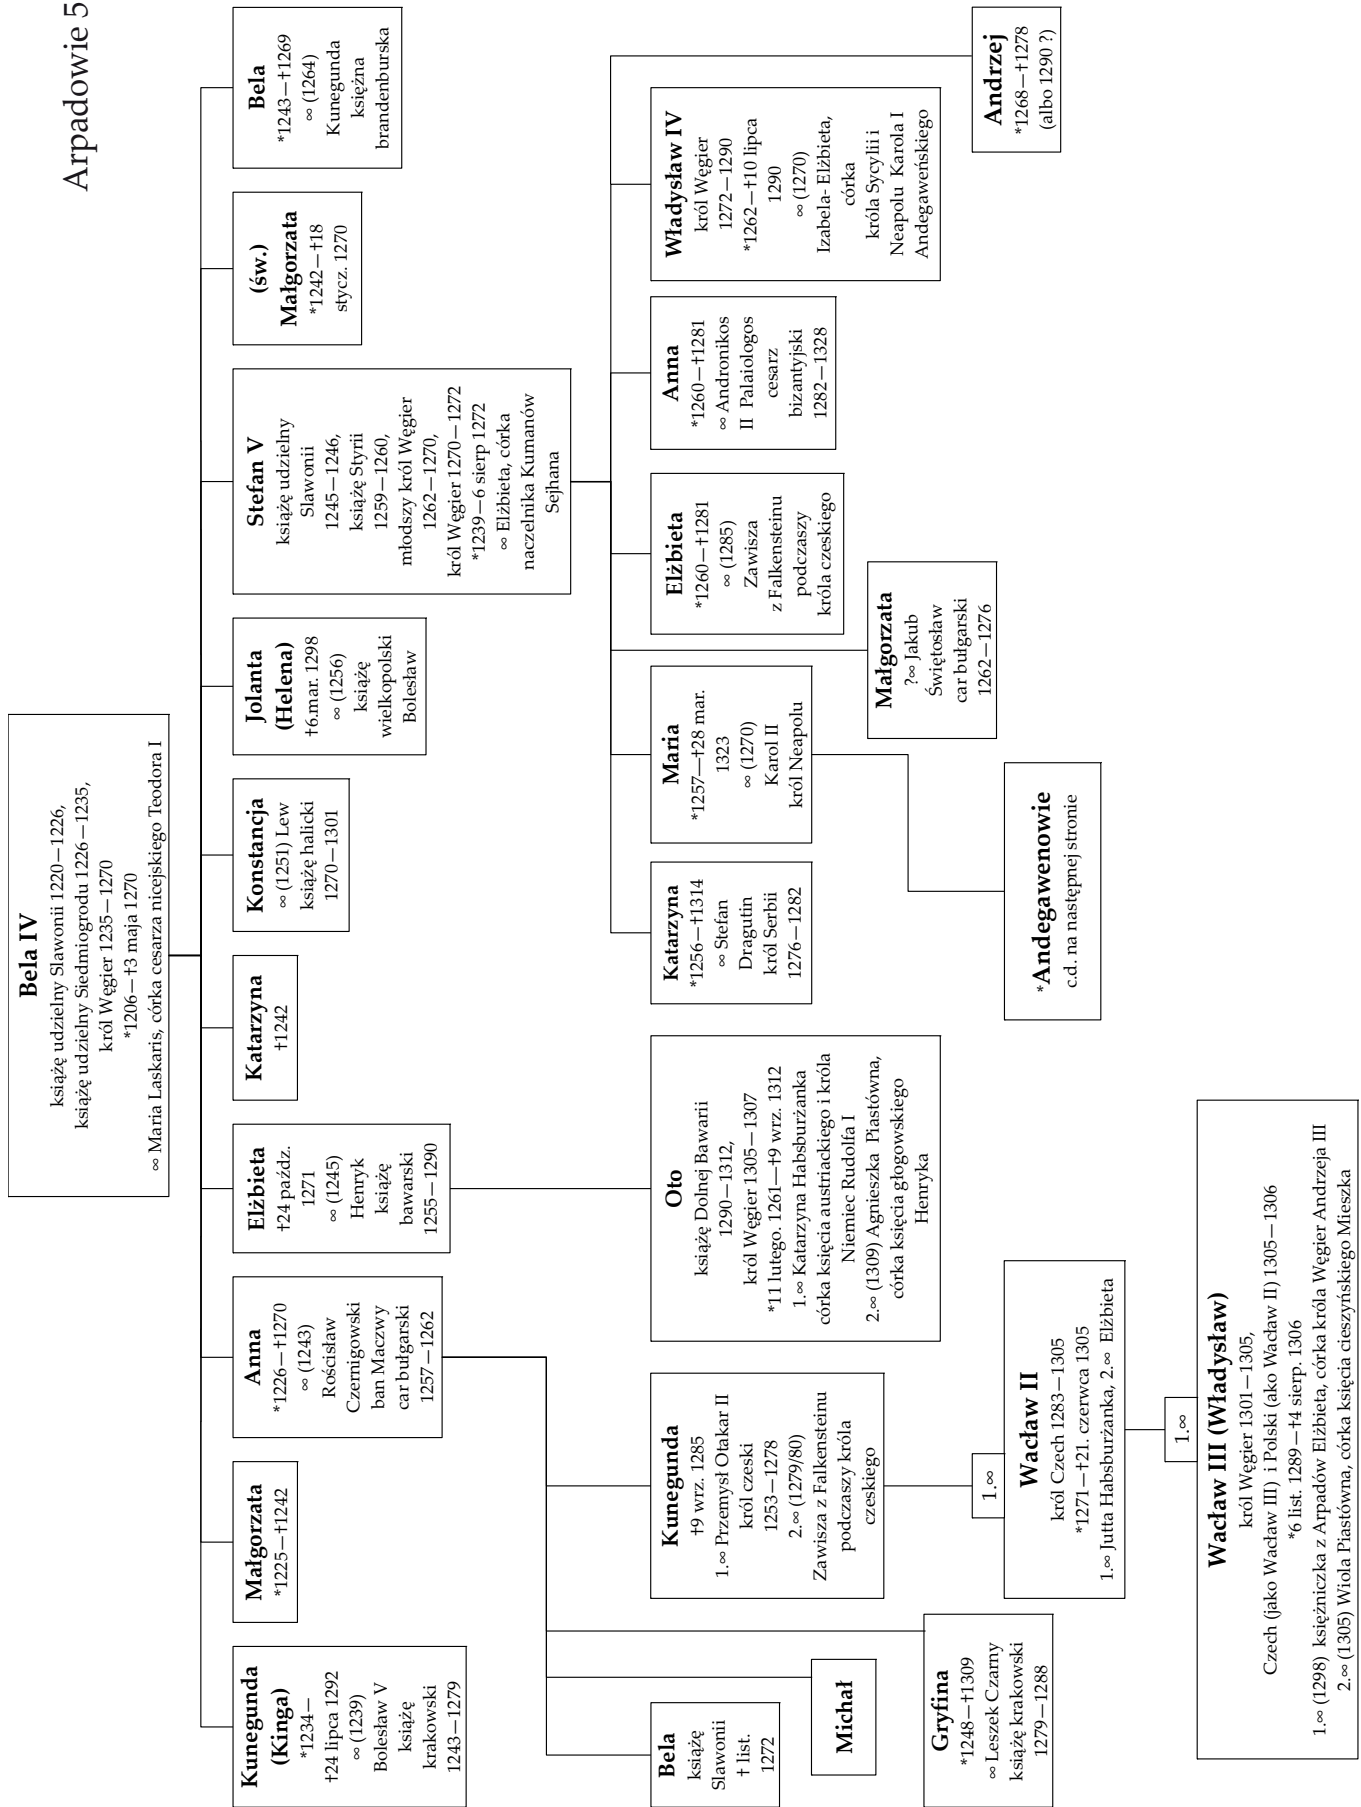 Arpadowie 5
Bela IV
książę udzielny Slawonii 1220—1226,
książę udzielny Siedmiogrodu 1226—1235,
król Węgier 1235—1270
*1206—†3 maja 1270
∞ Maria Laskaris, córka cesarza nicejskiego Teodora I
Kunegunda
(Kinga)
*1234—
†24 lipca 1292
∞ (1239)
Bolesław V
książę
krakowski
1243—1279
Małgorzata
*1225—†1242
Anna
*1226—†1270
∞ (1243)
Rościsław
Czernigowski
ban Maczwy
car bułgarski
1257—1262
Elżbieta
†24 paźdz.
1271
∞ (1245)
Henryk
książę
bawarski
1255—1290
Katarzyna
†1242
Konstancja
∞ (1251) Lew
książę halicki
1270—1301
Jolanta
(Helena)
†6.mar. 1298
∞ (1256)
książę
wielkopolski
Bolesław
Stefan V
książę udzielny
Slawonii
1245—1246,
książę Styrii
1259—1260,
młodszy król Węgier
1262—1270,
król Węgier 1270—1272
*1239—6 sierp 1272
∞ Elżbieta, córka
naczelnika Kumanów
Sejhana
(św.)
Małgorzata
*1242—†18
stycz. 1270
Bela
*1243—†1269
∞ (1264)
Kunegunda
księżna
brandenburska
Bela
książę
Slawonii
† list.
1272
Michał
Gryfina
*1248—†1309
∞ Leszek Czarny
książę krakowski
1279—1288
Kunegunda
†9 wrz. 1285
1.∞ Przemysł Otakar II
król czeski
1253—1278
2.∞ (1279/80)
Zawisza z Falkensteinu
podczaszy króla
czeskiego
Oto
książę Dolnej Bawarii
1290—1312,
król Węgier 1305—1307
*11 lutego. 1261—†9 wrz. 1312
1.∞ Katarzyna Habsburżanka
córka księcia austriackiego i króla
Niemiec Rudolfa I
2.∞ (1309) Agnieszka Piastówna,
córka księcia głogowskiego
Henryka
Katarzyna
*1256—†1314
∞ Stefan
Dragutin
król Serbii
1276—1282
Maria
*1257—†28 mar.
1323
∞ (1270)
Karol II
król Neapolu
Małgorzata
?∞ Jakub
Świętosław
car bułgarski
1262—1276
Elżbieta
*1260—†1281
∞ (1285)
Zawisza
z Falkensteinu
podczaszy
króla czeskiego
Anna
*1260—†1281
∞ Andronikos
II Palaiologos
cesarz
bizantyjski
1282—1328
Władysław IV
król Węgier
1272—1290
*1262—†10 lipca
1290
∞ (1270)
Izabela- Elżbieta,
córka
króla Sycylii i
Neapolu Karola I
Andegaweńskiego
Andrzej
*1268—†1278
(albo 1290 ?)
*Andegawenowie
c.d. na następnej stronie
1.∞
Wacław II
król Czech 1283—1305
*1271—†21. czerwca 1305
1.∞ Jutta Habsburżanka, 2.∞ Elżbieta
1.∞
Wacław III (Władysław)
król Węgier 1301—1305,
Czech (jako Wacław III) i Polski (ako Wacław II) 1305—1306
*6 list. 1289—†4 sierp. 1306
1.∞ (1298) księżniczka z Arpadów Elżbieta, córka króla Węgier Andrzeja III
2.∞ (1305) Wiola Piastówna, córka księcia cieszyńskiego Mieszka